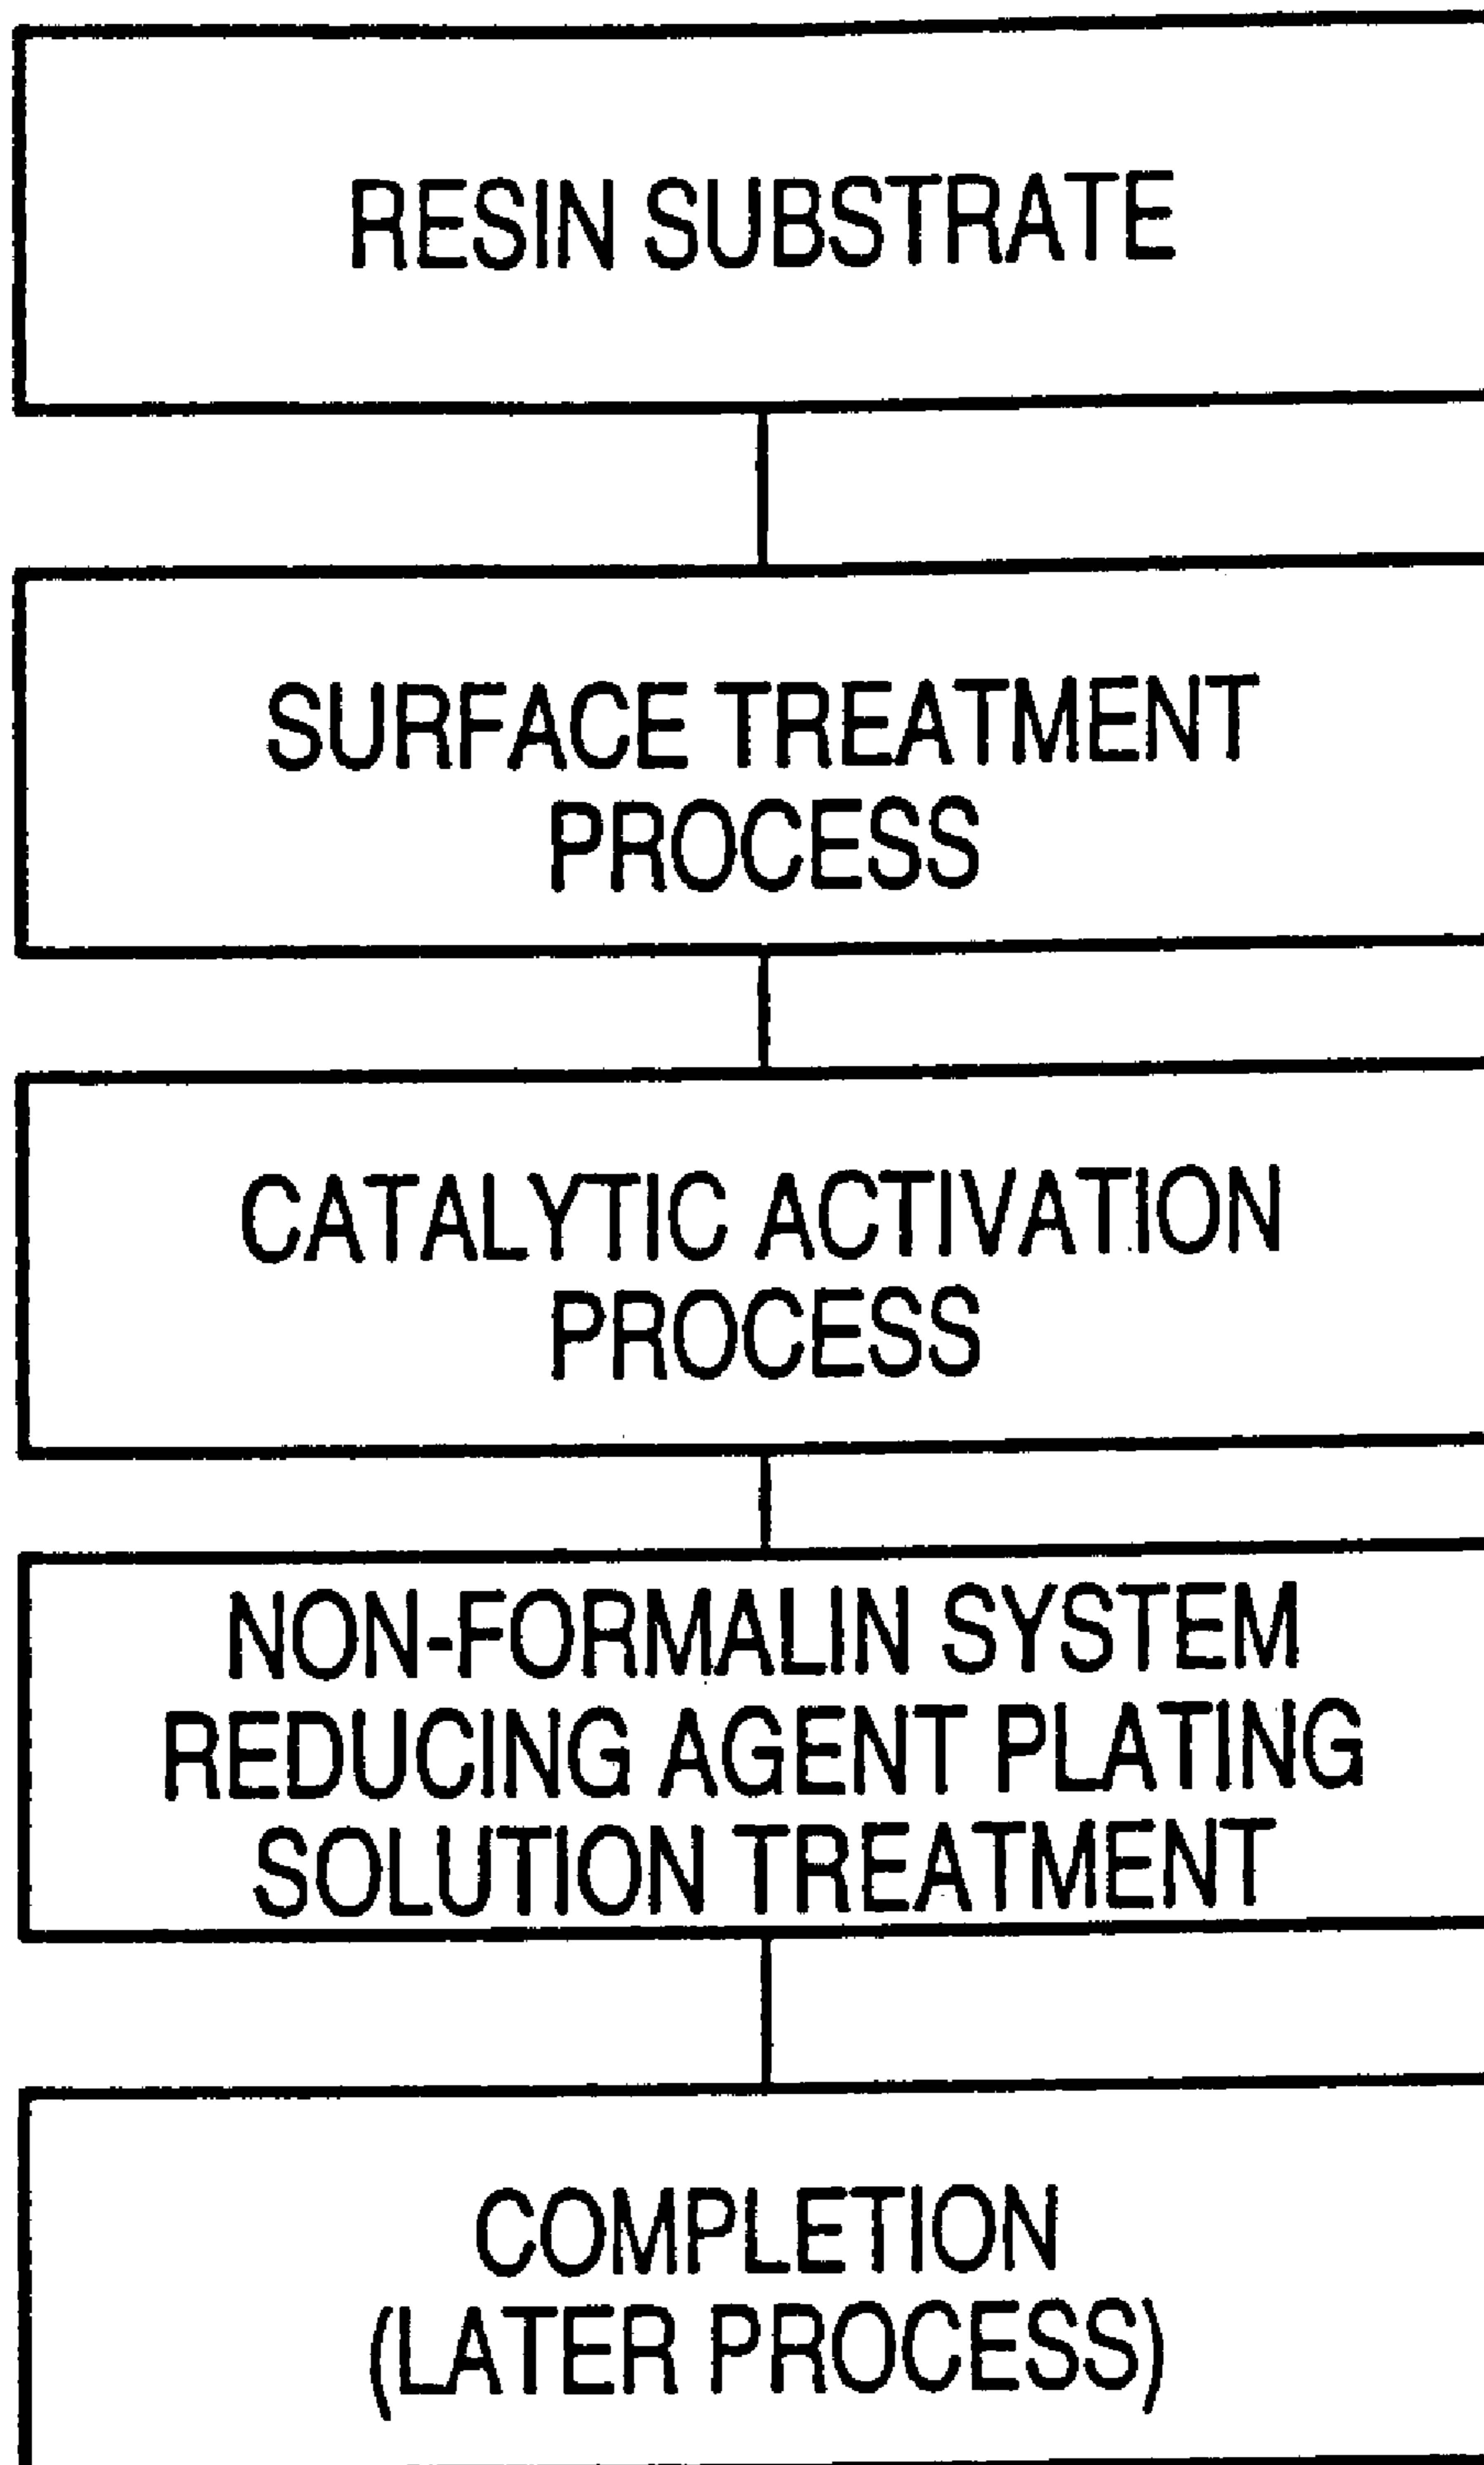 RESIN SUBSTRATE
SURFACE TREATMENT
PROCESS
CATALYTIC ACTIVATION
PROCESS
NON-FORMALIN SYSTEM
REDUCING AGENT PLATING
SOLUTION TREATMENT
COMPLETION
(LATER PROCESS)